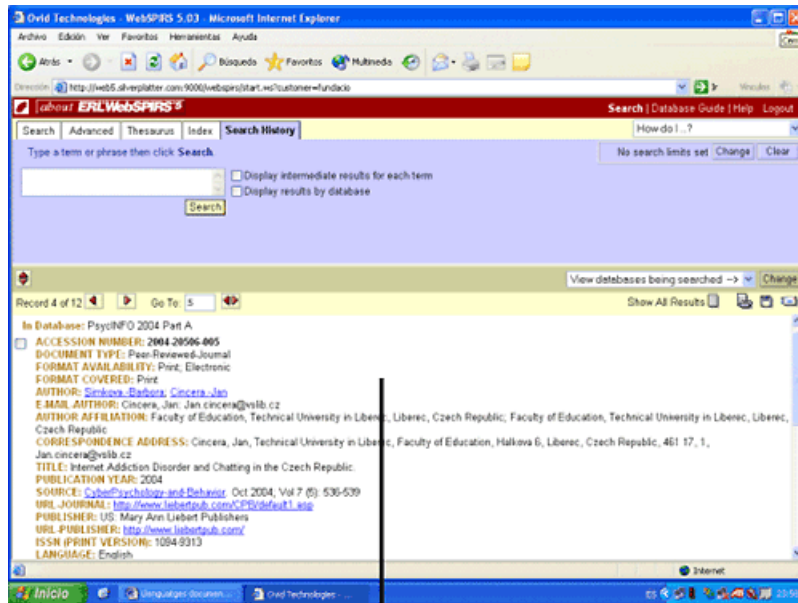 Ovid Technologies - WebSPIRS 5.03 - Microsoft Internet Explorer
Archivo Edición Ver Favoritos Herramientas Ayuda
Atrás Búsqueda Favoritos Multimedia
Dirección http://web5.silverplatter.com:9000/webspirs/start.ws?customer=fundacio Ir Vínculos
about ERLWebSPIRS 5 Search | Database Guide | Help Logout
Search Advanced Thesaurus Index Search History How do I...?
Type a term or phrase then click Search. No search limits set Change Clear
Display intermediate results for each term
Display results by database
Search
View databases being searched --> Change
Record 4 of 12 Go To: 5 Show All Results
In Database: PsycINFO 2004 Part A
ACCESSION NUMBER: 2004-20506-005
DOCUMENT TYPE: Peer-Reviewed-Journal
FORMAT AVAILABILITY: Print; Electronic
FORMAT COVERED: Print
AUTHOR: Simkova,-Barbora; Cincera,-Jan
E-MAIL AUTHOR: Cincera, Jan: Jan.cincera@vslib.cz
AUTHOR AFFILIATION: Faculty of Education, Technical University in Liberec, Liberec, Czech Republic; Faculty of Education, Technical University in Liberec, Liberec,
Czech Republic
CORRESPONDENCE ADDRESS: Cincera, Jan, Technical University in Liberec, Faculty of Education, Halkova 6, Liberec, Czech Republic, 461 17, 1,
Jan.cincera@vslib.cz
TITLE: Internet Addiction Disorder and Chatting in the Czech Republic.
PUBLICATION YEAR: 2004
SOURCE: CyberPsychology-and-Behavior. Oct 2004; Vol 7 (5): 536-539
URL-JOURNAL: http://www.liebertpub.com/CPB/default1.asp
PUBLISHER: US: Mary Ann Liebert Publishers
URL-PUBLISHER: http://www.liebertpub.com/
ISSN (PRINT VERSION): 1094-9313
LANGUAGE: English
Internet
Inicio Llenguatges documen... Ovid Technologies - ... ES 23:58